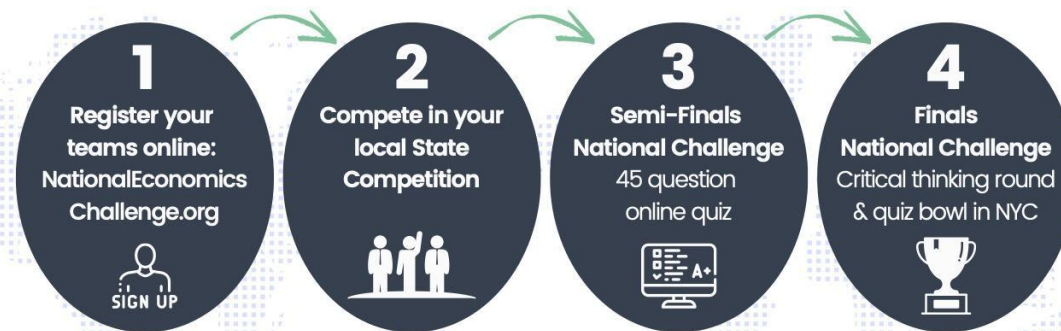 1
Register your
teams online:
NationalEconomics
Challenge.org
SIGN UP
2
Compete in your
local State
Competition
3
Semi-Finals
National Challenge
45 question
online quiz
A+
4
Finals
National Challenge
Critical thinking round
& quiz bowl in NYC